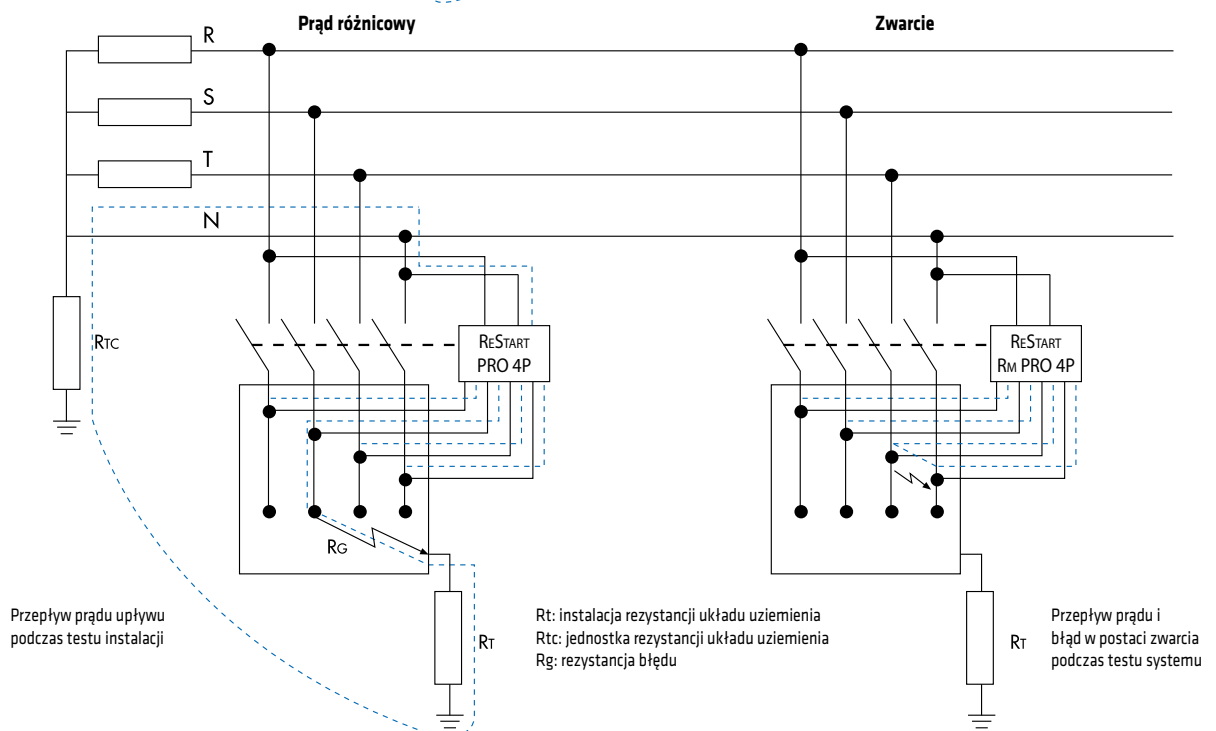 Prąd różnicowy
Zwarcie
R
S
T
N
RTC
RESTART
PRO 4P
RESTART
RM PRO 4P
RG
Przepływ prądu upływu
podczas testu instalacji
RT
Rt: instalacja rezystancji układu uziemienia
Rtc: jednostka rezystancji układu uziemienia
Rg: rezystancja błędu
RT
Przepływ prądu i
błąd w postaci zwarcia
podczas testu systemu